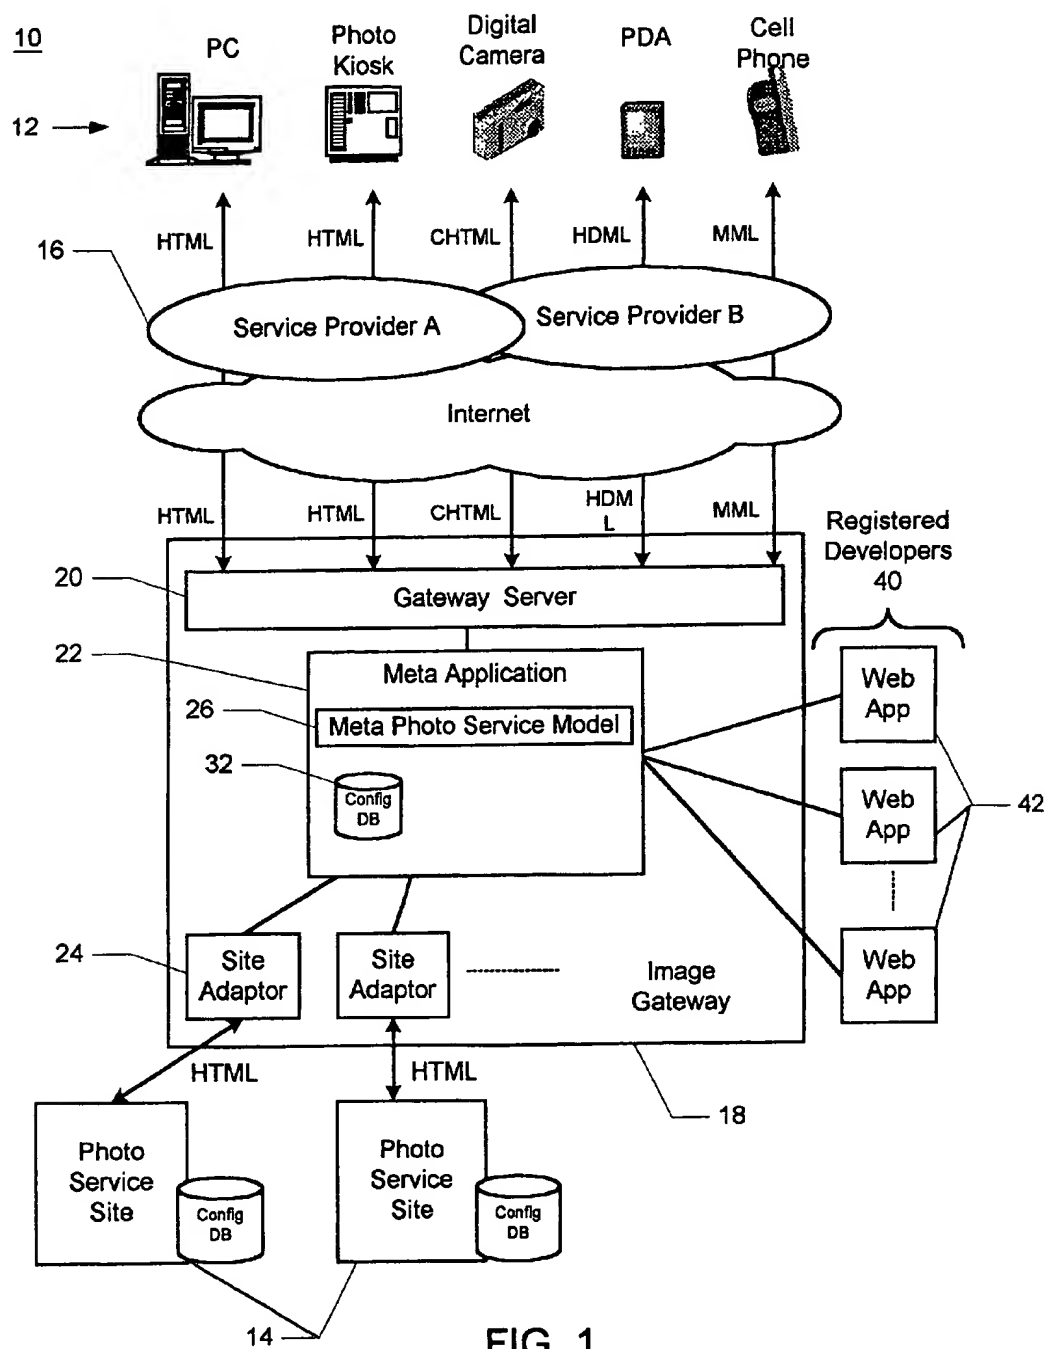 10
PC
Photo
Kiosk
Digital
Camera
PDA
Cell
Phone
12
16
HTML
HTML
CHTML
HDML
MML
Service Provider A
Service Provider B
Internet
HTML
HTML
CHTML
HDM
L
MML
Registered
Developers
40
20
Gateway Server
22
Meta Application
26
Meta Photo Service Model
32
Config
DB
Web
App
Web
App
42
Web
App
24
Site
Adaptor
Site
Adaptor
Image
Gateway
HTML
HTML
18
Photo
Service
Site
Config
DB
Photo
Service
Site
Config
DB
14
FIG. 1